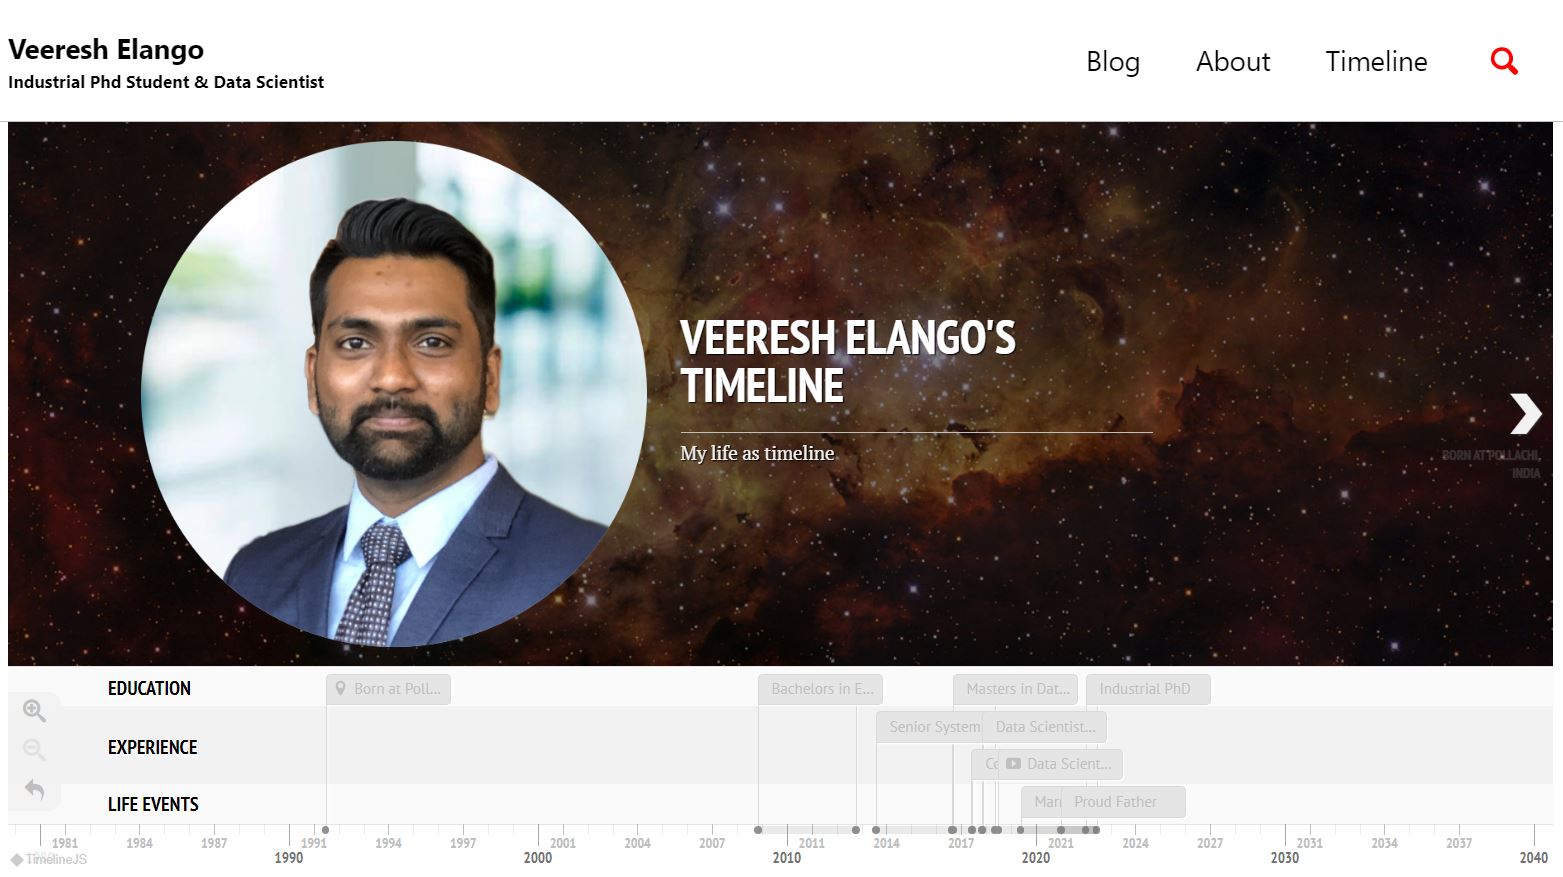 Veeresh Elango
Industrial Phd Student & Data Scientist
Blog
About
Timeline
VEERESH ELANGO'S
TIMELINE
My life as timeline
BORN AT POLLACHI,
INDIA
EDUCATION
Born at Poll...
Bachelors in E...
Masters in Dat...
Industrial PhD
EXPERIENCE
Senior System
Data Scientist...
Data Scient...
LIFE EVENTS
Proud Father
1981 1984 1987 1991 1994 1997 2001 2004 2007 2011 2014 2017 2021 2024 2027 2031 2034 2037
1990 2000 2010 2020 2030 2040
TimelineJS